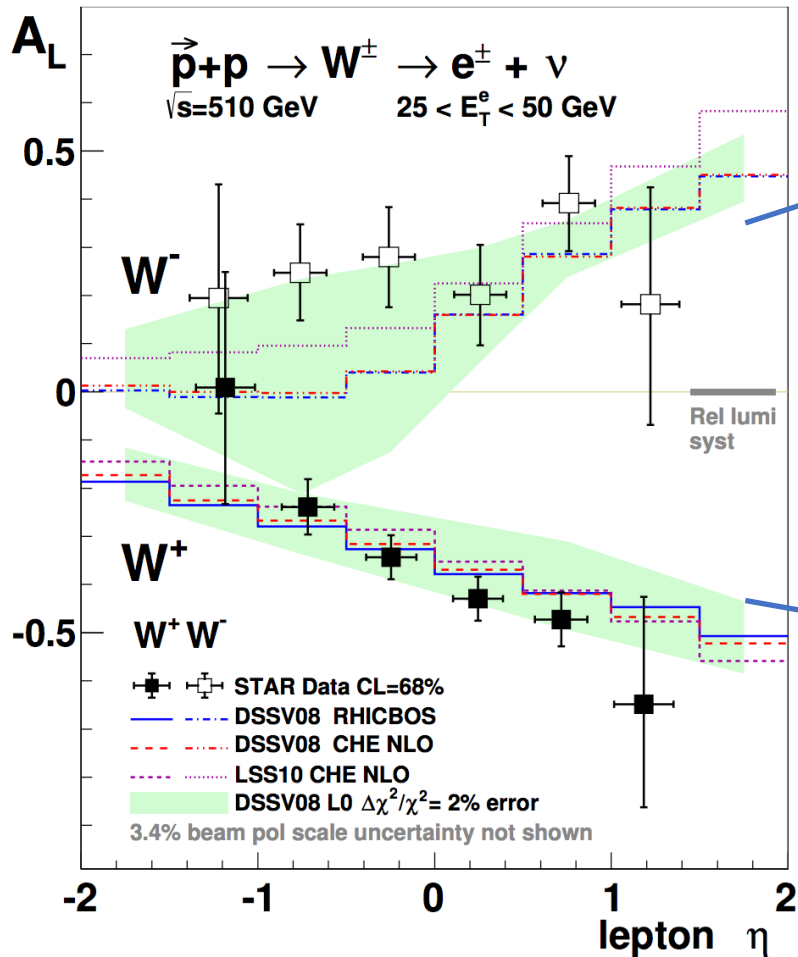 A_L
p⃗+p → W± → e± + ν
√s=510 GeV 25 < E_T^e < 50 GeV
0.5
W-
0
Rel lumi
syst
W+
-0.5
W+ W-
STAR Data CL=68%
DSSV08 RHICBOS
DSSV08 CHE NLO
LSS10 CHE NLO
DSSV08 L0 Δχ²/χ²= 2% error
3.4% beam pol scale uncertainty not shown
-2 -1 0 1 2
lepton η